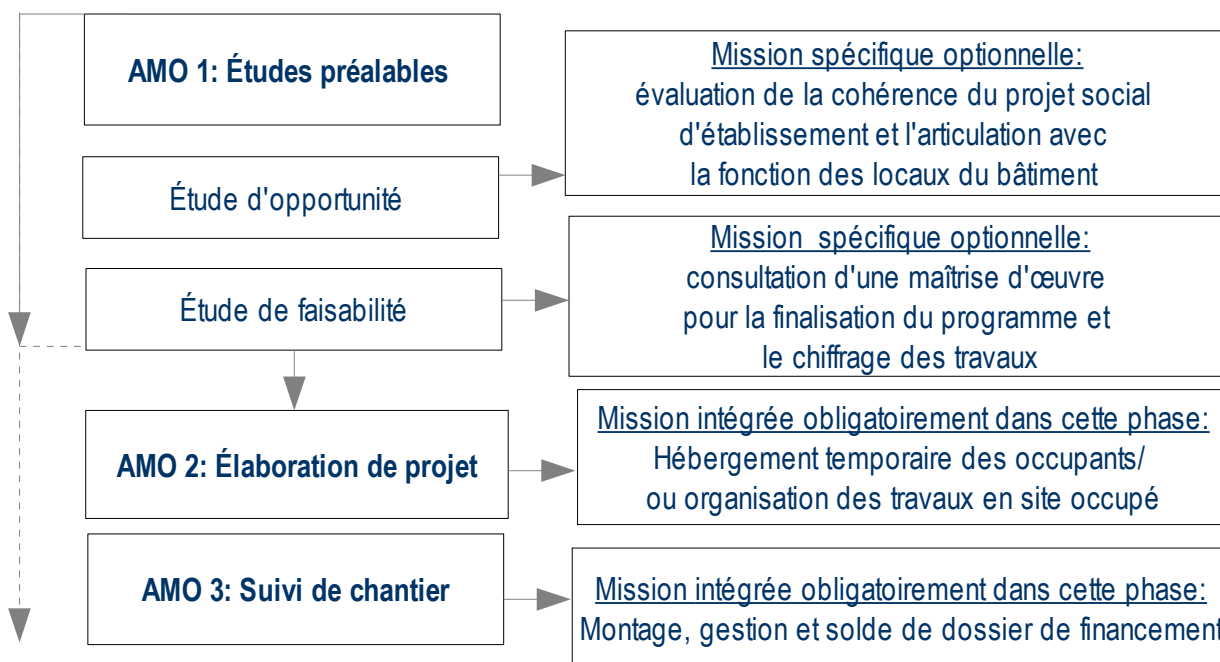 AMO 1: Études préalables
Mission spécifique optionnelle:
évaluation de la cohérence du projet social
d'établissement et l'articulation avec
la fonction des locaux du bâtiment
Étude d'opportunité
Mission spécifique optionnelle:
consultation d'une maîtrise d'œuvre
pour la finalisation du programme et
le chiffrage des travaux
Étude de faisabilité
AMO 2: Élaboration de projet
Mission intégrée obligatoirement dans cette phase:
Hébergement temporaire des occupants/
ou organisation des travaux en site occupé
AMO 3: Suivi de chantier
Mission intégrée obligatoirement dans cette phase:
Montage, gestion et solde de dossier de financement